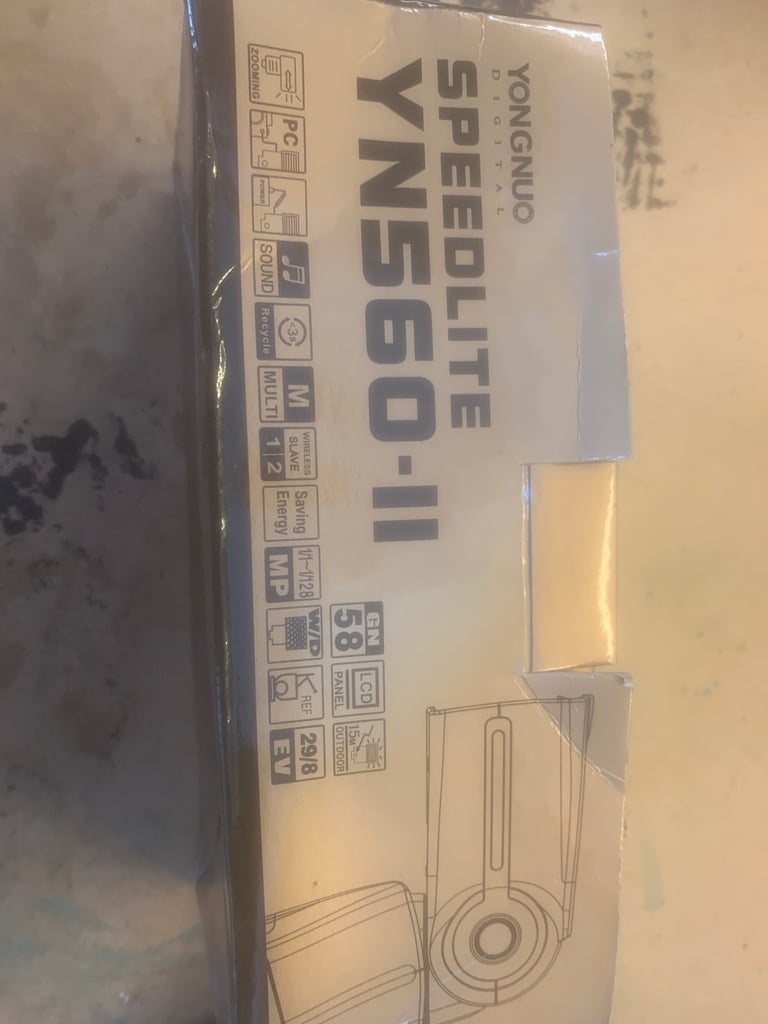 YONGNUO
DIGITAL
SPEEDLITE
YN560-II
GN
58
LCD
PANEL
15M
OUTDOOR
ZOOMING
PC
POWER
SOUND
<3s
Recycle
M
MULTI
WIRELESS
SLAVE
1|2
Saving
Energy
1/1~1/128
MP
W/D
REF
29/8
EV